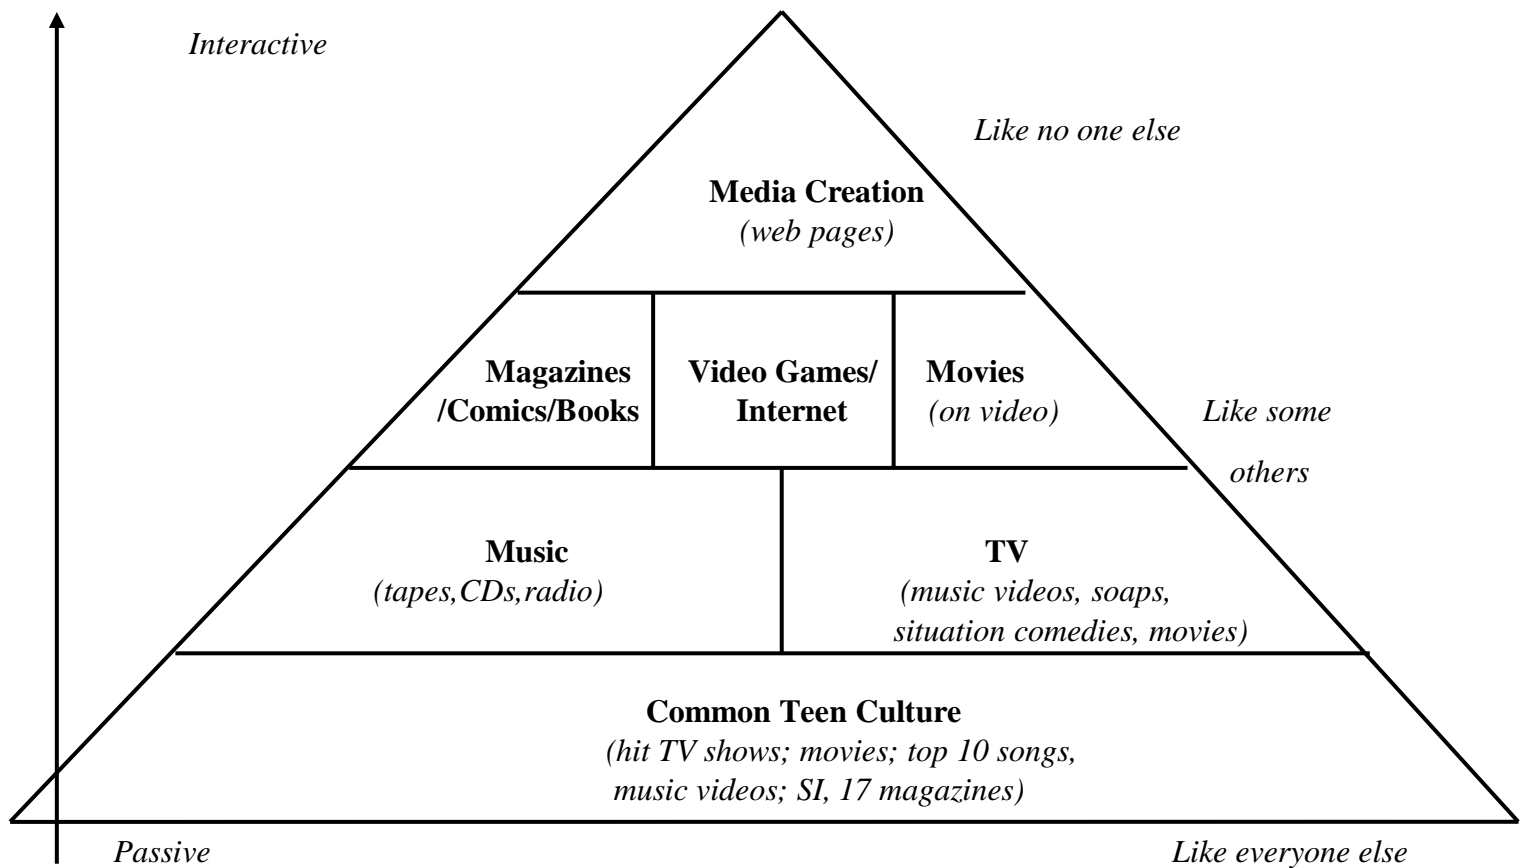 Interactive
Like no one else
Media Creation
(web pages)
Magazines
/Comics/Books
Video Games/
Internet
Movies
(on video)
Like some
others
Music
(tapes,CDs,radio)
TV
(music videos, soaps,
situation comedies, movies)
Common Teen Culture
(hit TV shows; movies; top 10 songs,
music videos; SI, 17 magazines)
Passive
Like everyone else